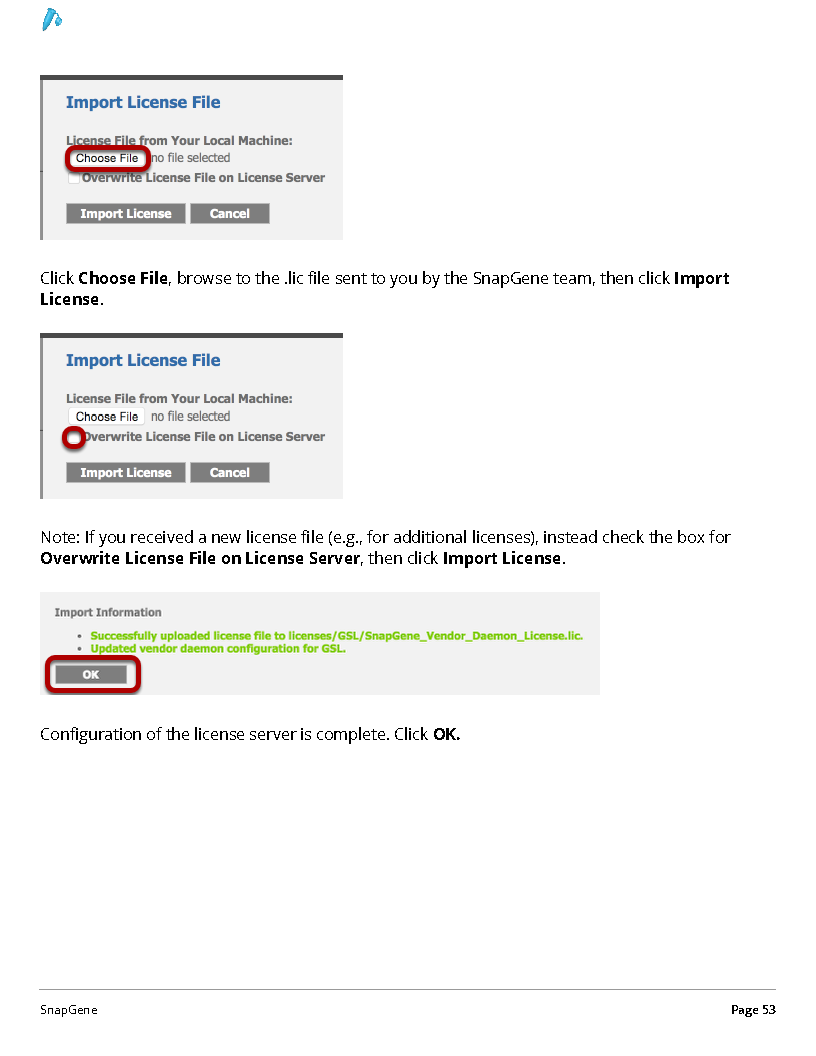 Import License File
License File from Your Local Machine:
Choose File no file selected
Overwrite License File on License Server
Import License Cancel
Click Choose File, browse to the .lic file sent to you by the SnapGene team, then click Import
License.
Import License File
License File from Your Local Machine:
Choose File no file selected
Overwrite License File on License Server
Import License Cancel
Note: If you received a new license file (e.g., for additional licenses), instead check the box for
Overwrite License File on License Server, then click Import License.
Import Information
• Successfully uploaded license file to licenses/GSL/SnapGene_Vendor_Daemon_License.lic.
• Updated vendor daemon configuration for GSL.
OK
Configuration of the license server is complete. Click OK.
SnapGene Page 53